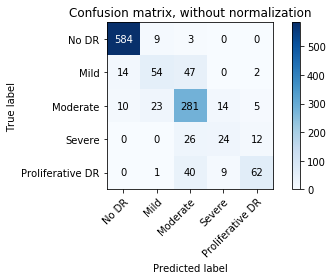 Confusion matrix, without normalization
True label
No DR 584 9 3 0 0
Mild 14 54 47 0 2
Moderate 10 23 281 14 5
Severe 0 0 26 24 12
Proliferative DR 0 1 40 9 62
No DR Mild Moderate Severe Proliferative DR
Predicted label
500
400
300
200
100
0